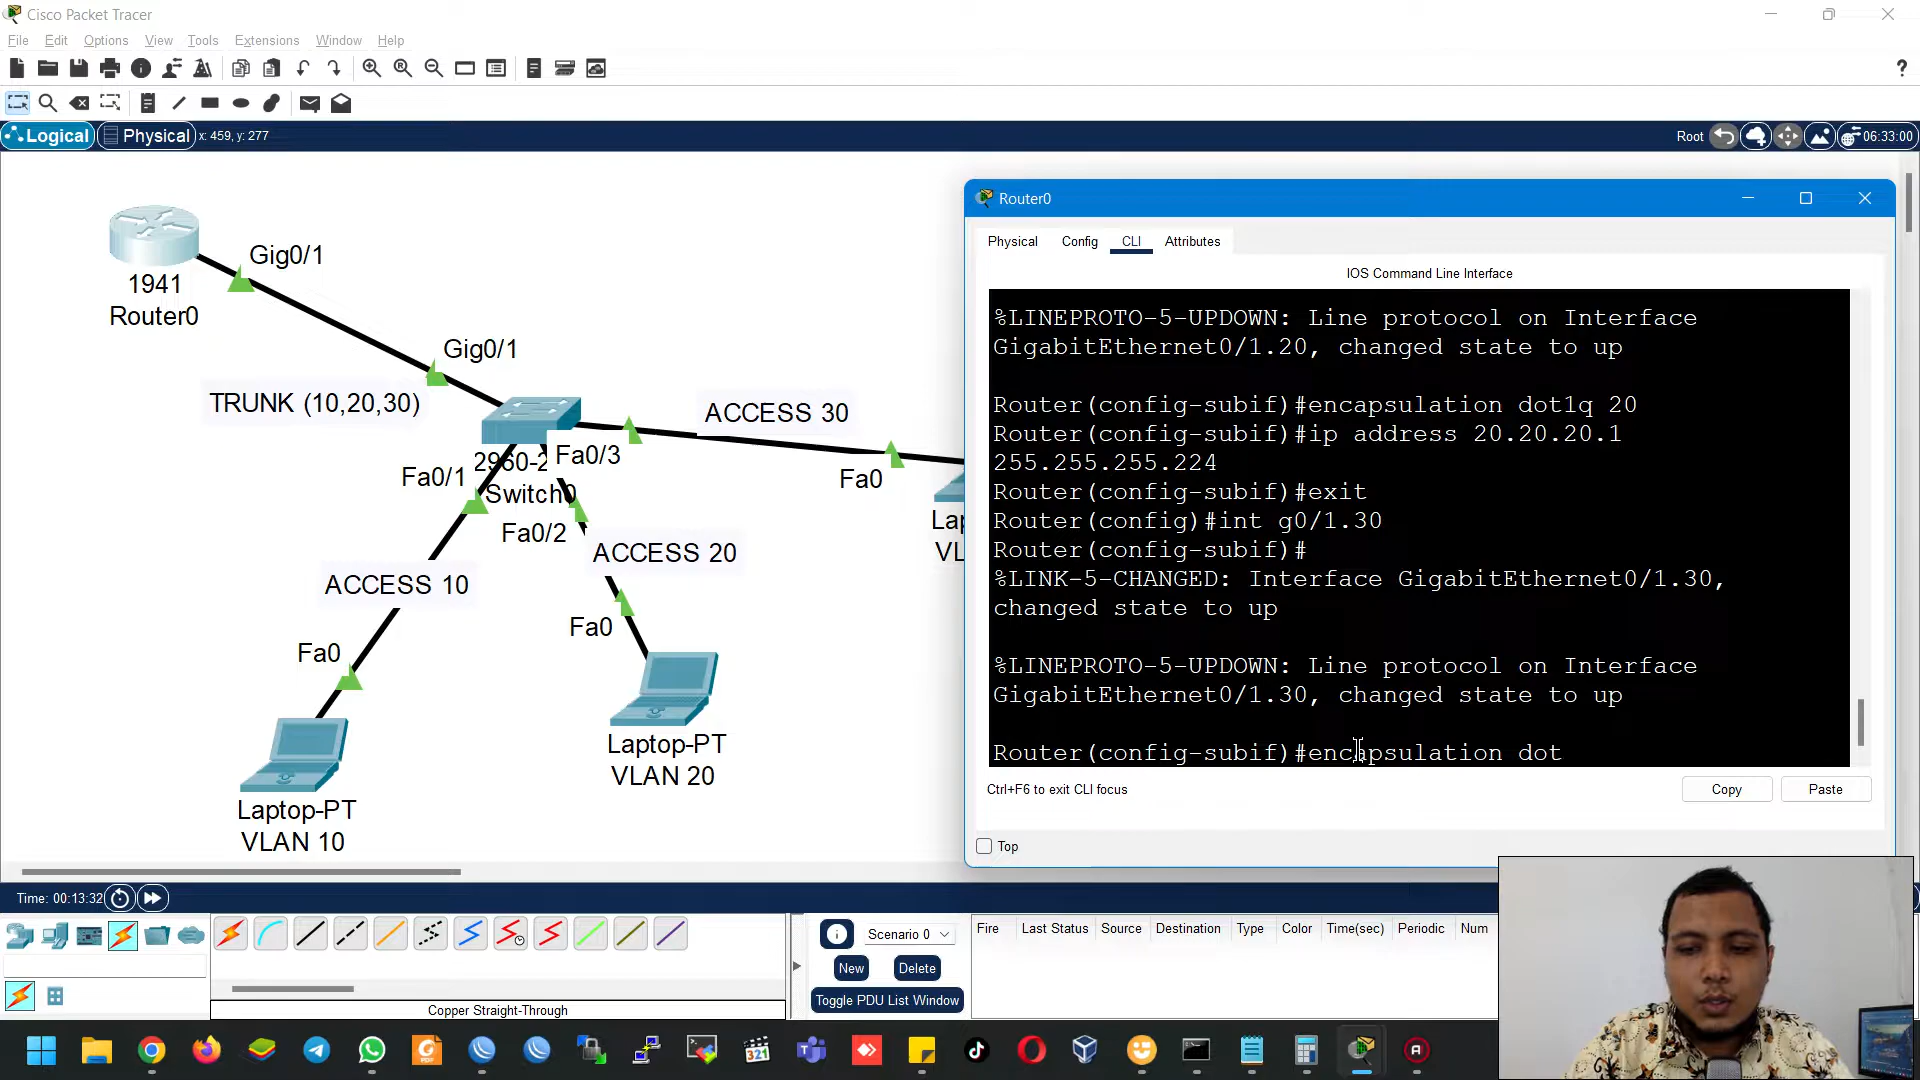 Cisco Packet Tracer
File Edit Options View Tools Extensions Window Help
?
Logical Physical x: 459, y: 277
Root 06:33:00
Gig0/1
1941
Router0
Gig0/1
TRUNK (10,20,30)
ACCESS 30
Fa0/3
Fa0/1
2960-2
Switch0
Fa0
Fa0/2
ACCESS 20
ACCESS 10
Fa0
Fa0
Laptop-PT
VLAN 20
Laptop-PT
VLAN 10
Lap
VL
Router0
Physical Config CLI Attributes
IOS Command Line Interface
%LINEPROTO-5-UPDOWN: Line protocol on Interface
GigabitEthernet0/1.20, changed state to up
Router(config-subif)#encapsulation dot1q 20
Router(config-subif)#ip address 20.20.20.1
255.255.255.224
Router(config-subif)#exit
Router(config)#int g0/1.30
Router(config-subif)#
%LINK-5-CHANGED: Interface GigabitEthernet0/1.30,
changed state to up
%LINEPROTO-5-UPDOWN: Line protocol on Interface
GigabitEthernet0/1.30, changed state to up
Router(config-subif)#encapsulation dot
Ctrl+F6 to exit CLI focus
Copy Paste
Top
Time: 00:13:32
Scenario 0
New Delete
Toggle PDU List Window
Fire Last Status Source Destination Type Color Time(sec) Periodic Num
Copper Straight-Through
321